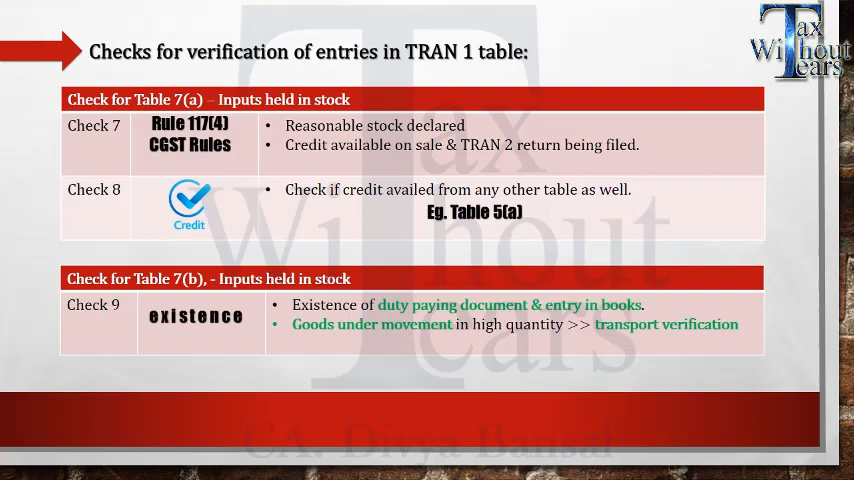 Tax
Without
Tears
Checks for verification of entries in TRAN 1 table:
Check for Table 7(a) – Inputs held in stock
Check 7
Rule 117(4)
CGST Rules
• Reasonable stock declared
• Credit available on sale & TRAN 2 return being filed.
Check 8
Credit
• Check if credit availed from any other table as well.
Eg. Table 5(a)
Check for Table 7(b), - Inputs held in stock
Check 9
existence
• Existence of duty paying document & entry in books.
• Goods under movement in high quantity >> transport verification
Tax
Without
Tears
CA. Divya Bansal